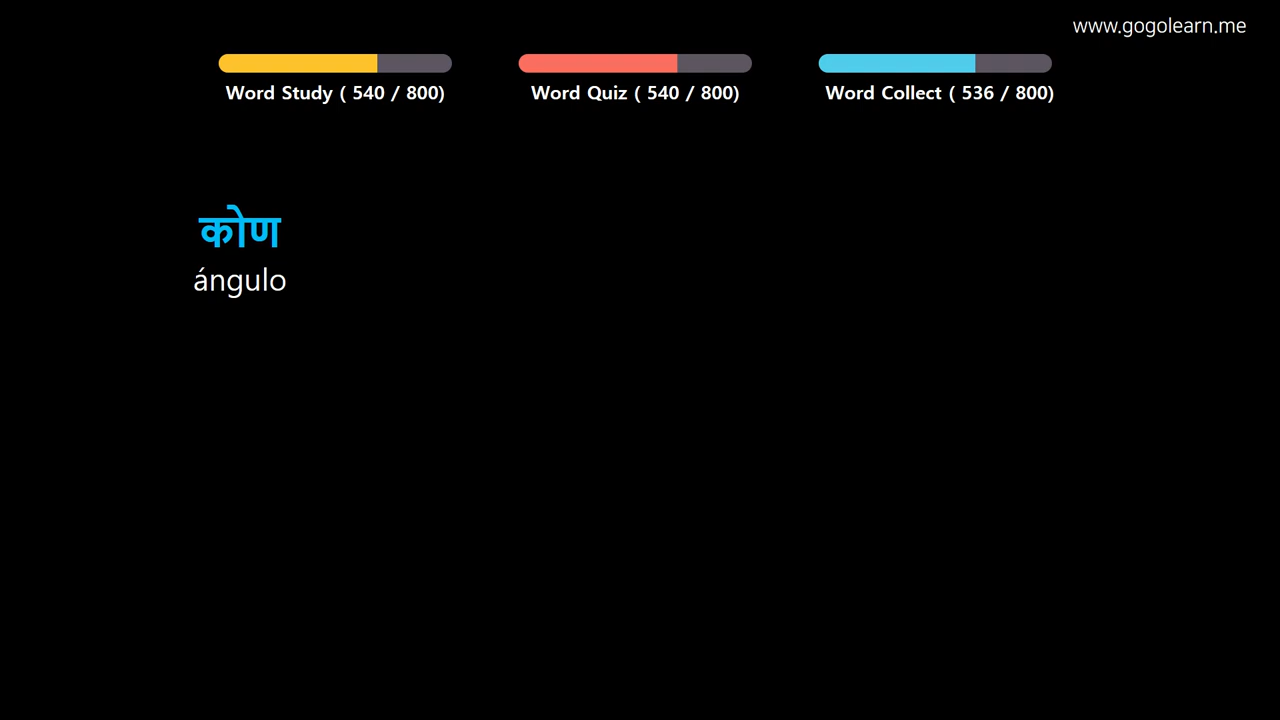 www.gogolearn.me
Word Study ( 540 / 800)
Word Quiz ( 540 / 800)
Word Collect ( 536 / 800)
कोण
ángulo